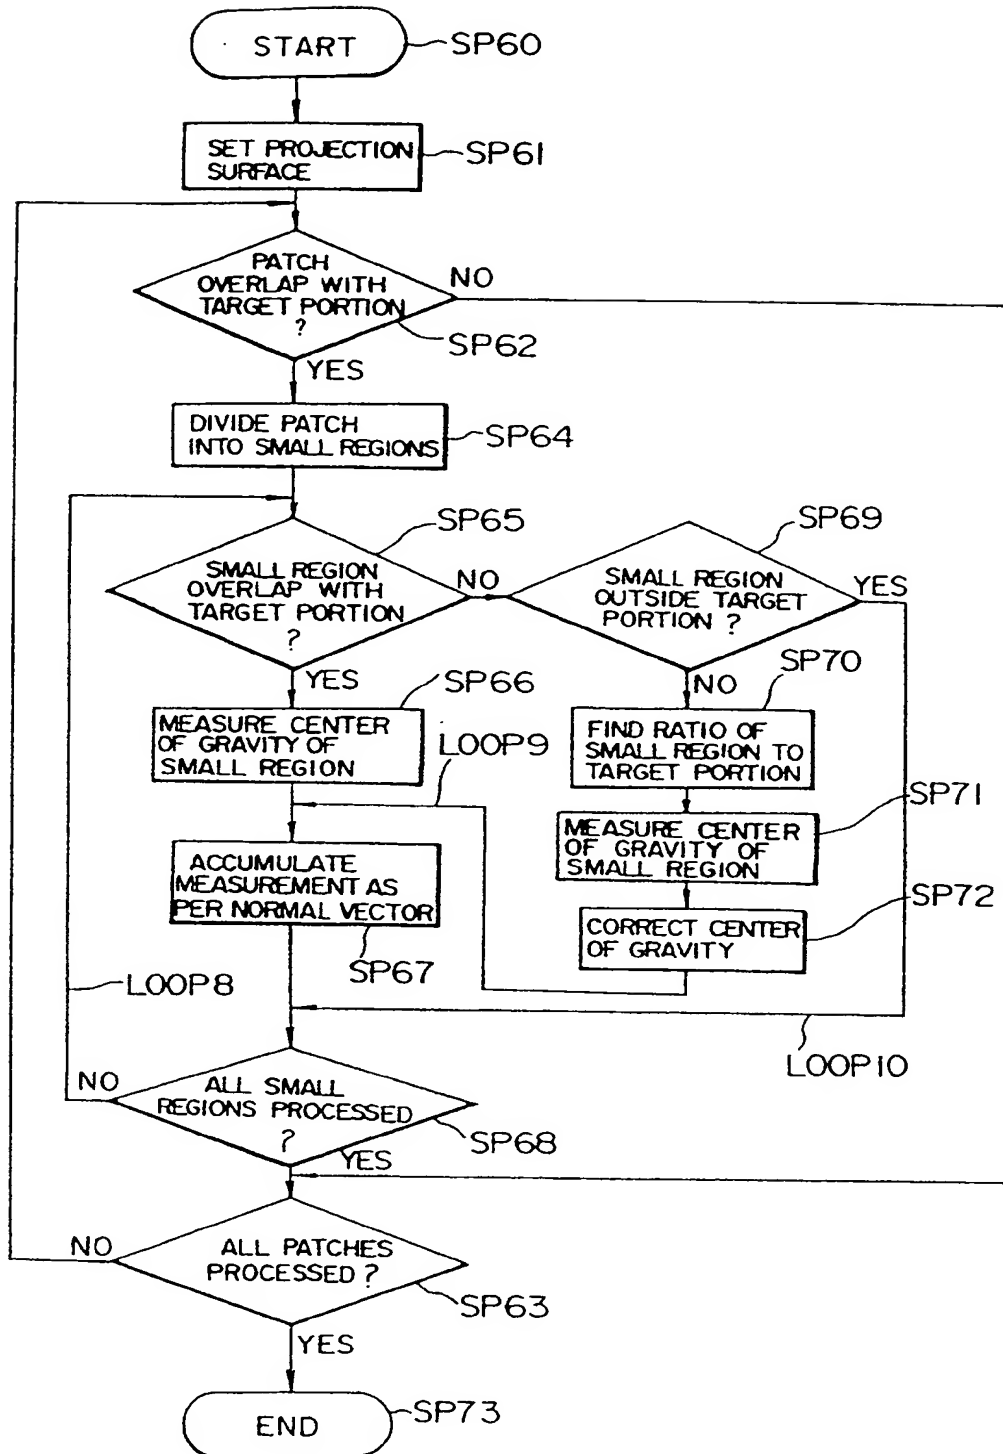 START
SP60
SET PROJECTION
SURFACE
SP61
PATCH
OVERLAP WITH
TARGET PORTION
?
NO
SP62
YES
DIVIDE PATCH
INTO SMALL REGIONS
SP64
SP65
SMALL REGION
OVERLAP WITH
TARGET PORTION
?
NO
YES
SP69
SMALL REGION
OUTSIDE TARGET
PORTION ?
YES
NO
SP66
MEASURE CENTER
OF GRAVITY OF
SMALL REGION
LOOP9
SP70
FIND RATIO OF
SMALL REGION TO
TARGET PORTION
SP71
MEASURE CENTER
OF GRAVITY OF
SMALL REGION
ACCUMULATE
MEASUREMENT AS
PER NORMAL VECTOR
SP67
SP72
CORRECT CENTER
OF GRAVITY
LOOP8
LOOP10
NO
ALL SMALL
REGIONS PROCESSED
?
SP68
YES
NO
ALL PATCHES
PROCESSED ?
SP63
YES
END
SP73